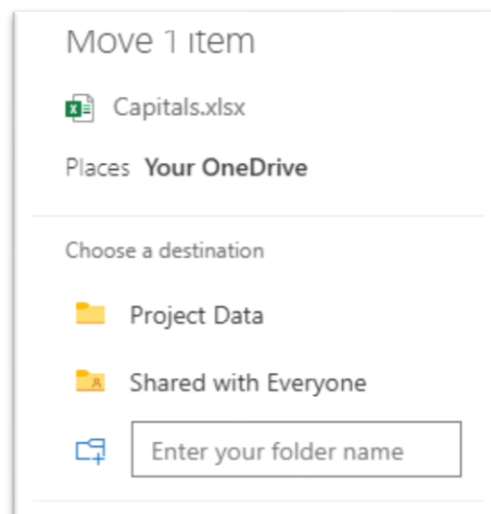 Move 1 item
Capitals.xlsx
Places Your OneDrive
Choose a destination
Project Data
Shared with Everyone
Enter your folder name